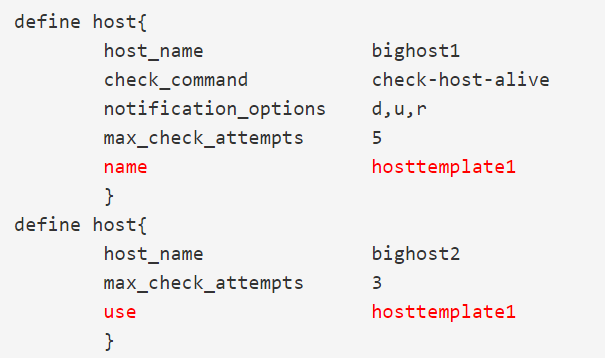 define host{
host_name bighost1
check_command check-host-alive
notification_options d,u,r
max_check_attempts 5
name hosttemplate1
}
define host{
host_name bighost2
max_check_attempts 3
use hosttemplate1
}